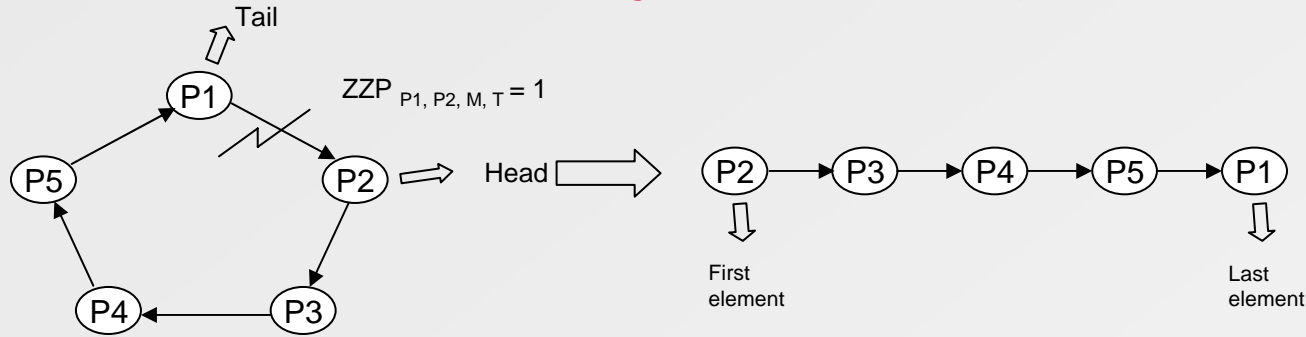 Tail
P1
ZZP P1, P2, M, T = 1
P5
P2
Head
P4
P3
P2
P3
P4
P5
P1
First
element
Last
element